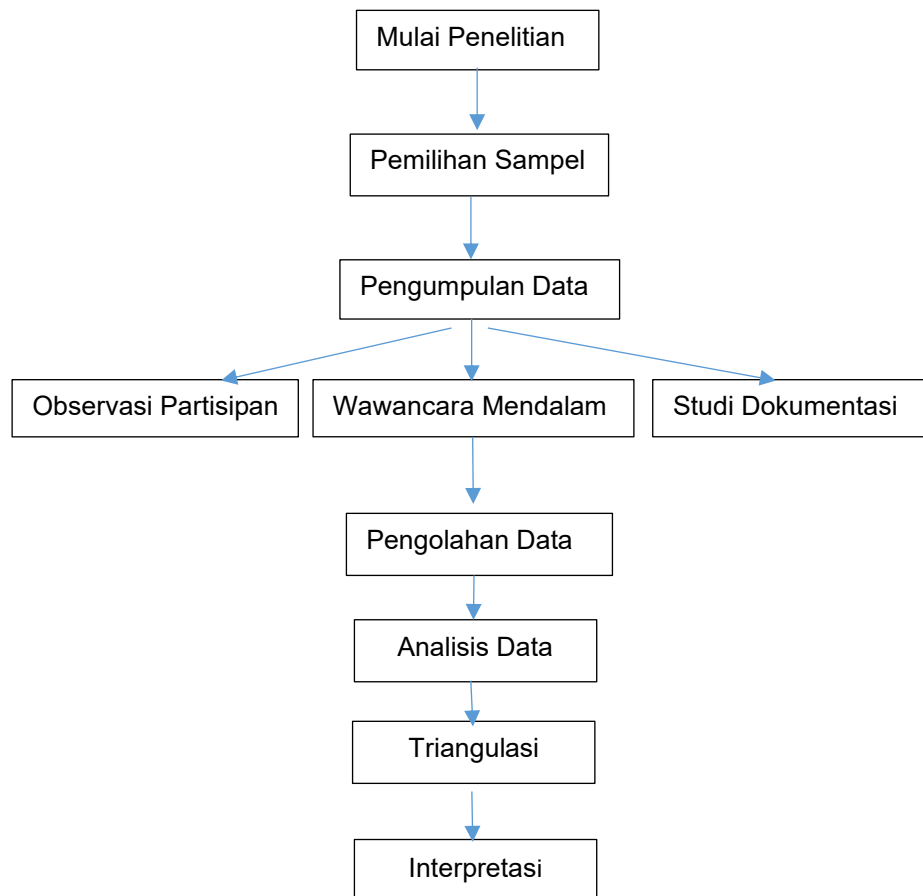 Mulai Penelitian
Pemilihan Sampel
Pengumpulan Data
Observasi Partisipan
Wawancara Mendalam
Studi Dokumentasi
Pengolahan Data
Analisis Data
Triangulasi
Interpretasi